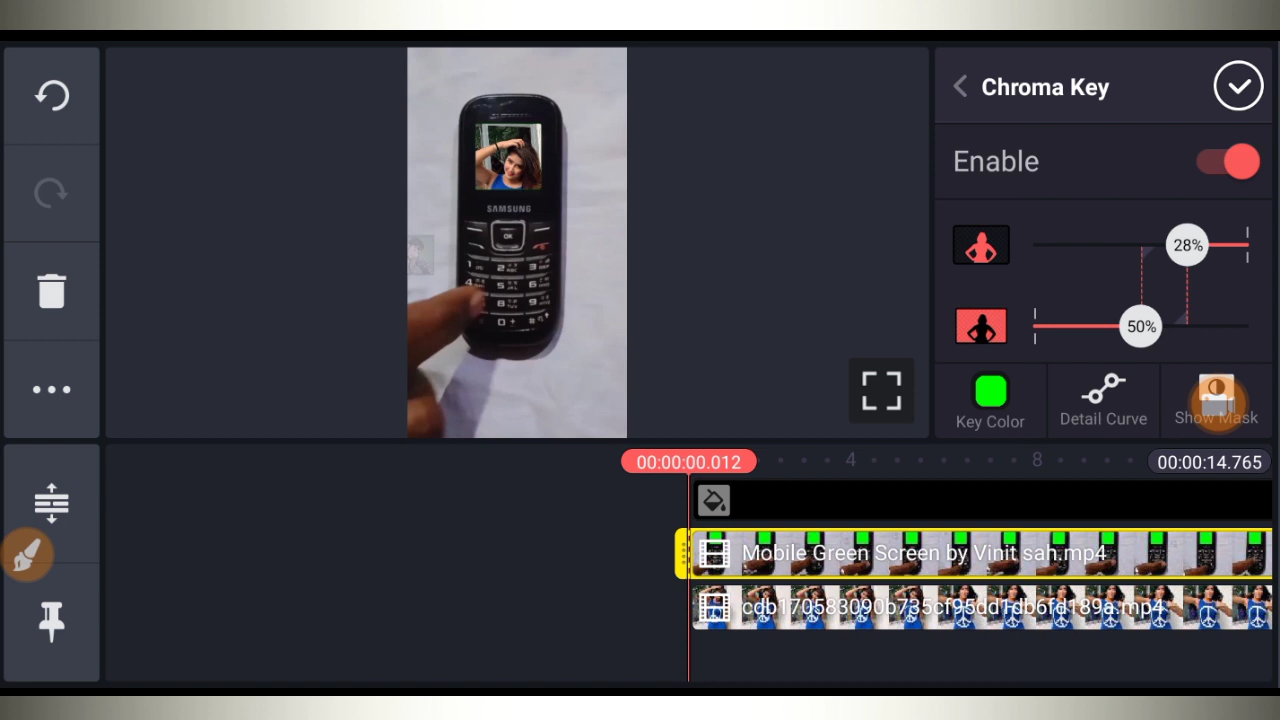 Chroma Key
Enable
SAMSUNG
OK
28%
50%
Key Color
Detail Curve
Show Mask
00:00:00.012
4
8
00:00:14.765
Mobile Green Screen by Vinit sah.mp4
cdb170583090b735cf95dd1db6fd189a.mp4